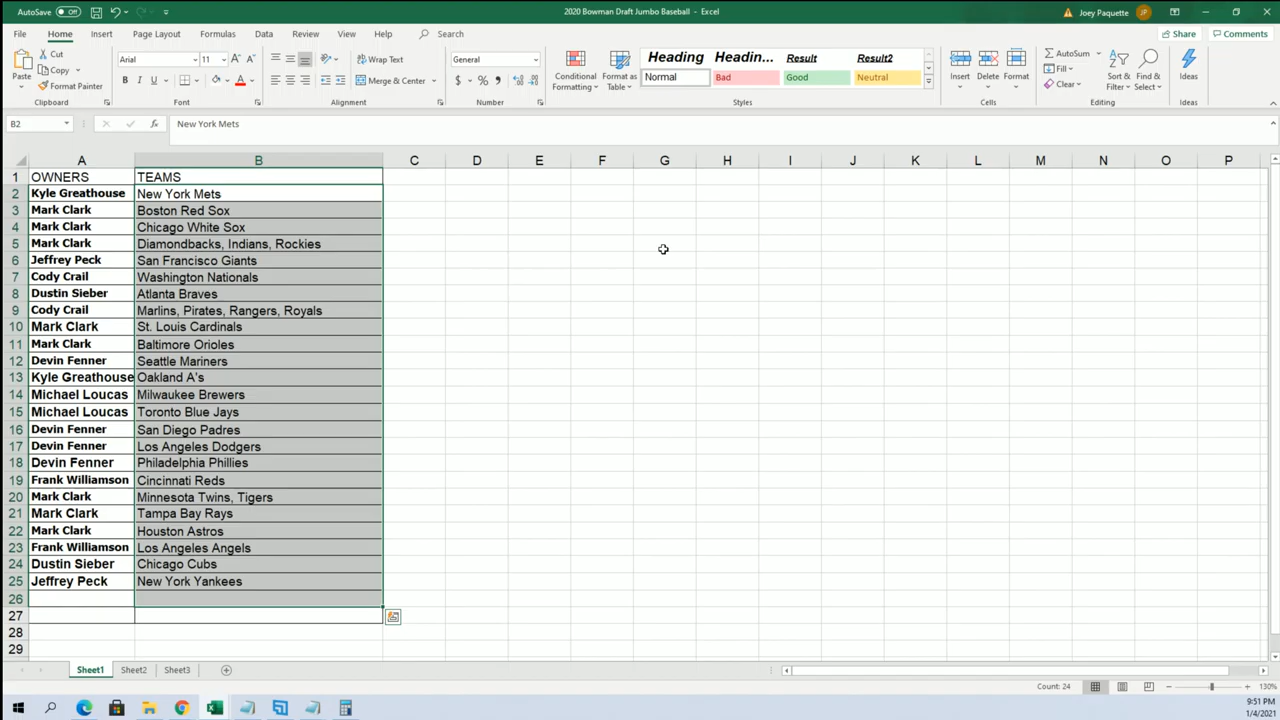 AutoSave Off 2020 Bowman Draft Jumbo Baseball - Excel Joey Paquette JP
File Home Insert Page Layout Formulas Data Review View Help Search Share Comments
Paste Cut Copy Format Painter Clipboard
Arial 11 A A B I U A Font
Wrap Text Merge & Center Alignment
General $ % , Number
Conditional Formatting Format as Table
Heading Headin... Result Result2
Normal Bad Good Neutral
Styles
Insert Delete Format Cells
AutoSum Fill Clear Sort & Filter Find & Select Editing
Ideas Ideas
B2 fx New York Mets
A B C D E F G H I J K L M N O P
1 OWNERS TEAMS
2 Kyle Greathouse New York Mets
3 Mark Clark Boston Red Sox
4 Mark Clark Chicago White Sox
5 Mark Clark Diamondbacks, Indians, Rockies
6 Jeffrey Peck San Francisco Giants
7 Cody Crail Washington Nationals
8 Dustin Sieber Atlanta Braves
9 Cody Crail Marlins, Pirates, Rangers, Royals
10 Mark Clark St. Louis Cardinals
11 Mark Clark Baltimore Orioles
12 Devin Fenner Seattle Mariners
13 Kyle Greathouse Oakland A's
14 Michael Loucas Milwaukee Brewers
15 Michael Loucas Toronto Blue Jays
16 Devin Fenner San Diego Padres
17 Devin Fenner Los Angeles Dodgers
18 Devin Fenner Philadelphia Phillies
19 Frank Williamson Cincinnati Reds
20 Mark Clark Minnesota Twins, Tigers
21 Mark Clark Tampa Bay Rays
22 Mark Clark Houston Astros
23 Frank Williamson Los Angeles Angels
24 Dustin Sieber Chicago Cubs
25 Jeffrey Peck New York Yankees
26
27
28
29
Sheet1 Sheet2 Sheet3
Count: 24 130%
9:51 PM
1/4/2021